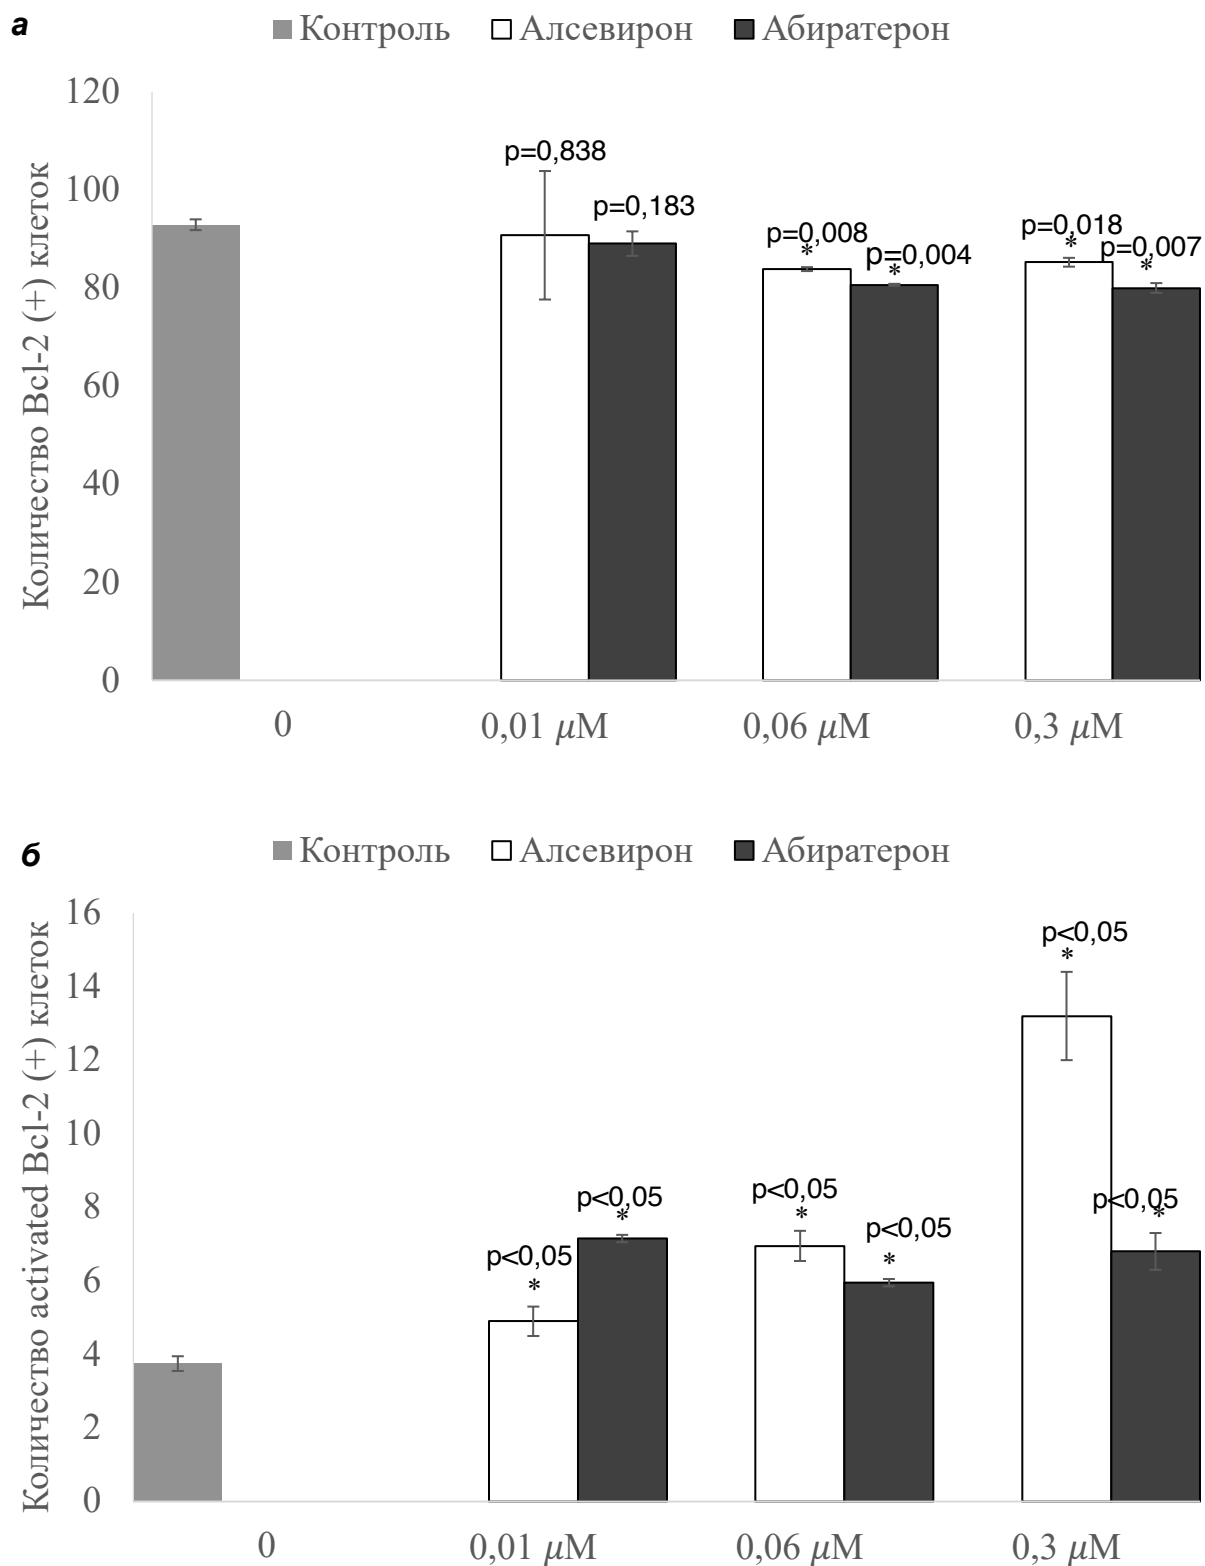 а
Контроль Алсевирон Абиратерон
Количество Bcl-2 (+) клеток
120
100
80
60
40
20
0
p=0,838
p=0,183
p=0,008
*
p=0,004
*
p=0,018
*
p=0,007
*
0 0,01 μM 0,06 μM 0,3 μM
б
Контроль Алсевирон Абиратерон
Количество activated Bcl-2 (+) клеток
16
14
12
10
8
6
4
2
0
p<0,05
*
p<0,05
*
p<0,05
*
p<0,05
*
p<0,05
*
p<0,05
*
0 0,01 μM 0,06 μM 0,3 μM